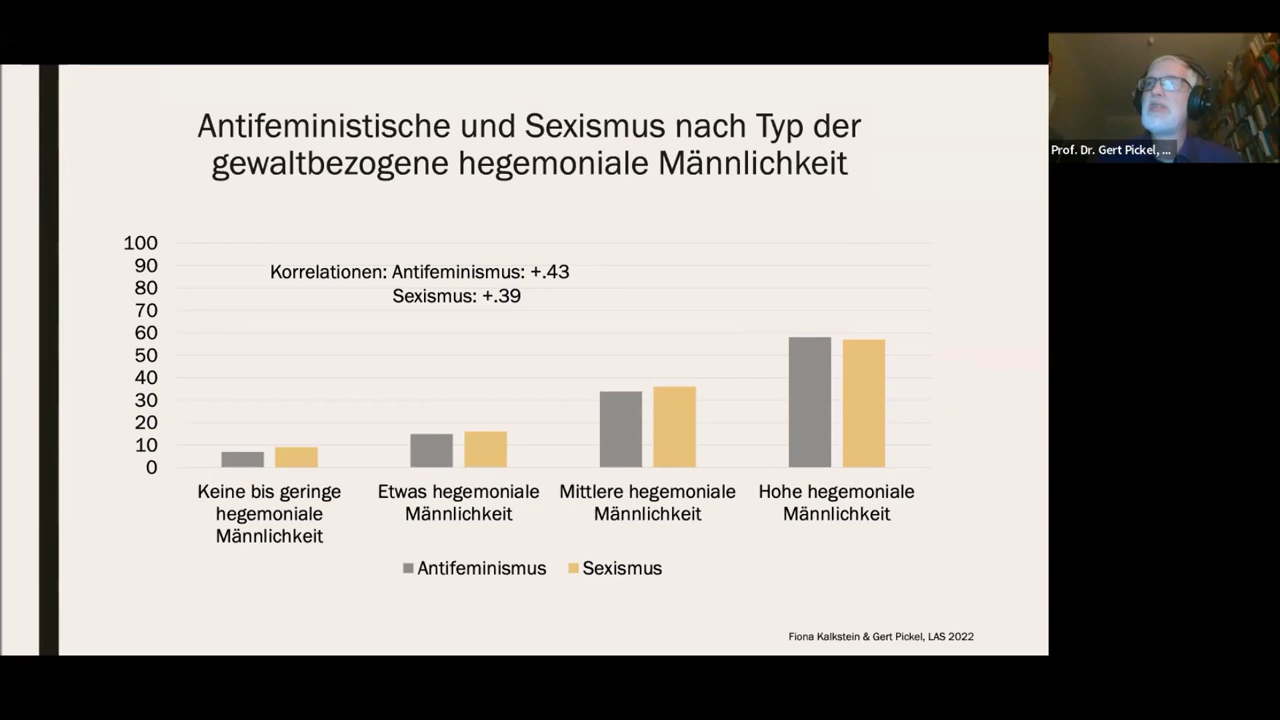 Antifeministische und Sexismus nach Typ der
gewaltbezogene hegemoniale Männlichkeit
Prof. Dr. Gert Pickel, ...
100
90
80
70
60
50
40
30
20
10
0
Korrelationen: Antifeminismus: +.43
Sexismus: +.39
Keine bis geringe
hegemoniale
Männlichkeit
Etwas hegemoniale
Männlichkeit
Mittlere hegemoniale
Männlichkeit
Hohe hegemoniale
Männlichkeit
Antifeminismus
Sexismus
Fiona Kalkstein & Gert Pickel, LAS 2022